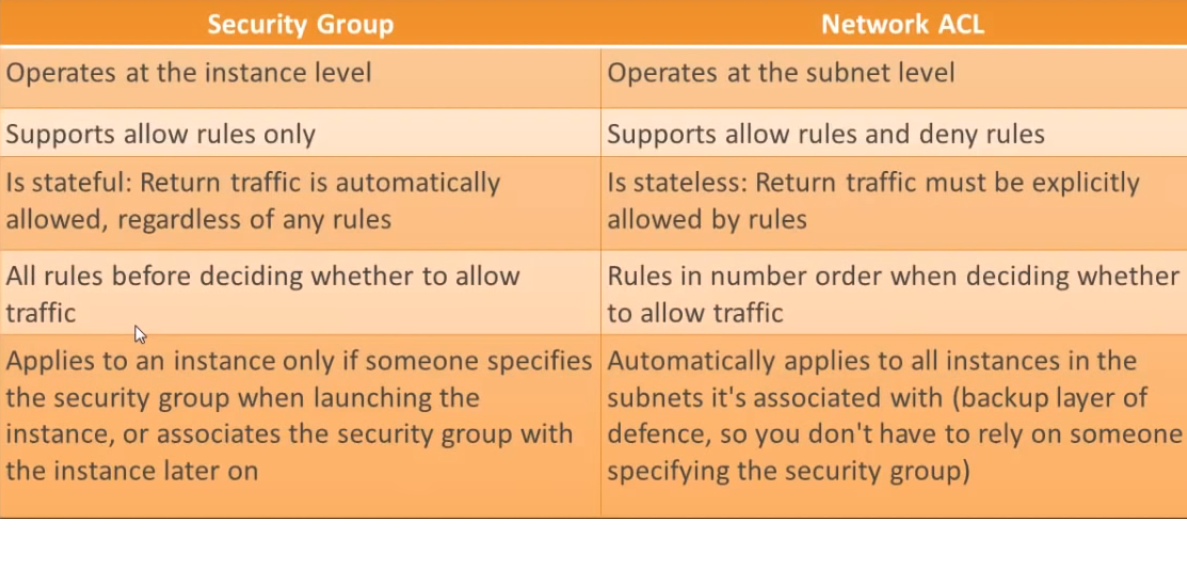 Security Group
Network ACL
Operates at the instance level
Operates at the subnet level
Supports allow rules only
Supports allow rules and deny rules
Is stateful: Return traffic is automatically
allowed, regardless of any rules
Is stateless: Return traffic must be explicitly
allowed by rules
All rules before deciding whether to allow
traffic
Rules in number order when deciding whether
to allow traffic
Applies to an instance only if someone specifies
the security group when launching the
instance, or associates the security group with
the instance later on
Automatically applies to all instances in the
subnets it's associated with (backup layer of
defence, so you don't have to rely on someone
specifying the security group)